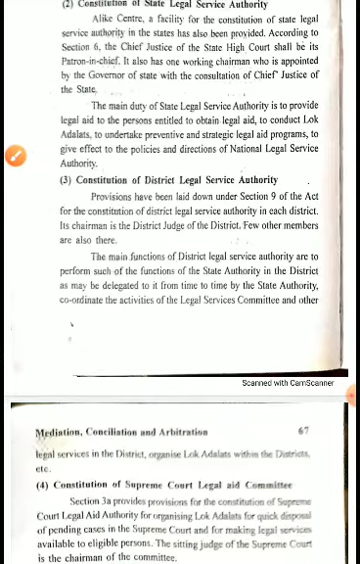 (2) Constitution of State Legal Service Authority
Alike Centre, a facility for the constitution of state legal
service authority in the states has also been provided. According to
Section 6, the Chief Justice of the State High Court shall be its
Patron-in-chief. It also has one working chairman who is appointed
by the Governor of state with the consultation of Chief Justice of
the State.
The main duty of State Legal Service Authority is to provide
legal aid to the persons entitled to obtain legal aid, to conduct Lok
Adalats, to undertake preventive and strategic legal aid programs, to
give effect to the policies and directions of National Legal Service
Authority.
(3) Constitution of District Legal Service Authority
Provisions have been laid down under Section 9 of the Act
for the constitution of district legal service authority in each district.
Its chairman is the District Judge of the District. Few other members
are also there.
The main functions of District legal service authority are to
perform such of the functions of the State Authority in the District
as may be delegated to it from time to time by the State Authority,
co-ordinate the activities of the Legal Services Committee and other
Scanned with CamScanner
Mediation, Conciliation and Arbitration 67
legal services in the District, organise Lok Adalats within the Districts,
etc.
(4) Constitution of Supreme Court Legal aid Committee
Section 3a provides provisions for the constitution of Supreme
Court Legal Aid Authority for organising Lok Adalats for quick disposal
of pending cases in the Supreme Court and for making legal services
available to eligible persons. The sitting judge of the Supreme Court
is the chairman of the committee.